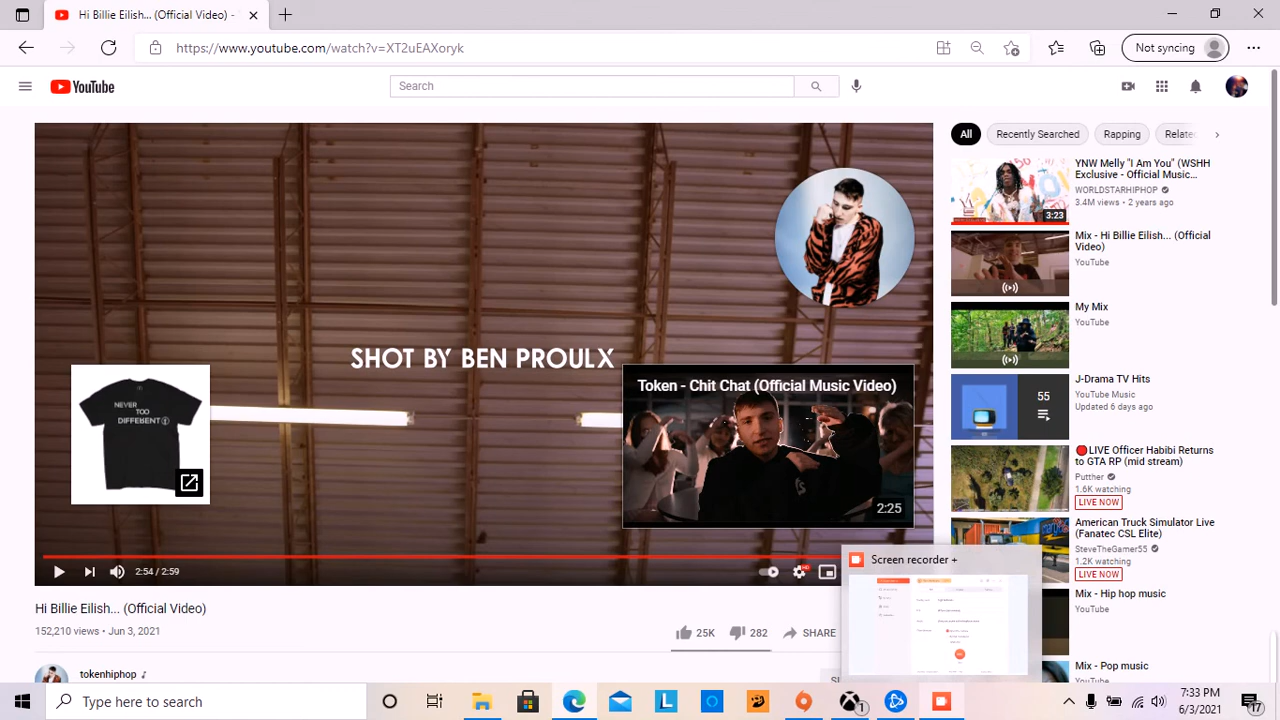 Hi Billie Eilish... (Official Video) -
https://www.youtube.com/watch?v=XT2uEAXoryk
Not syncing
YouTube
Search
All
Recently Searched
Rapping
Relate
SHOT BY BEN PROULX
NEVER
TOO
DIFFERENT
Token - Chit Chat (Official Music Video)
2:25
2:54 / 2:59
HD
Hi Billie Eilish... (Official Video)
152,210 views • Jun 3, 2021
25K
282
SHARE
tokenhiphop
YNW Melly "I Am You" (WSHH
Exclusive - Official Music...
WORLDSTARHIPHOP
3.4M views • 2 years ago
3:23
Mix - Hi Billie Eilish... (Official
Video)
YouTube
My Mix
YouTube
J-Drama TV Hits
YouTube Music
Updated 6 days ago
55
🔴LIVE Officer Habibi Returns
to GTA RP (mid stream)
Putther
1.6K watching
LIVE NOW
American Truck Simulator Live
(Fanatec CSL Elite)
SteveTheGamer55
1.2K watching
LIVE NOW
Mix - Hip hop music
YouTube
Mix - Pop music
YouTube
Screen recorder +
Type here to search
1
7:33 PM
6/3/2021
17